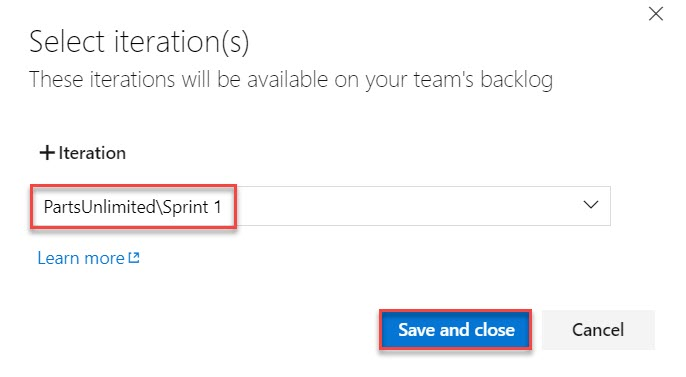 Select iteration(s)
These iterations will be available on your team's backlog
+Iteration
PartsUnlimited\Sprint 1
Learn more
Save and close
Cancel